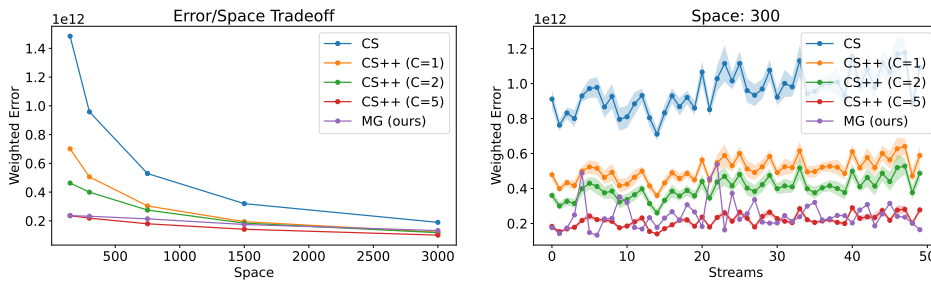 Error/Space Tradeoff
1e12
1.4
1.2
1.0
0.8
0.6
0.4
0.2
Weighted Error
500
1000
1500
2000
2500
3000
Space
CS
CS++ (C=1)
CS++ (C=2)
CS++ (C=5)
MG (ours)
Space: 300
1e12
1.2
1.0
0.8
0.6
0.4
0.2
Weighted Error
0
10
20
30
40
50
Streams
CS
CS++ (C=1)
CS++ (C=2)
CS++ (C=5)
MG (ours)